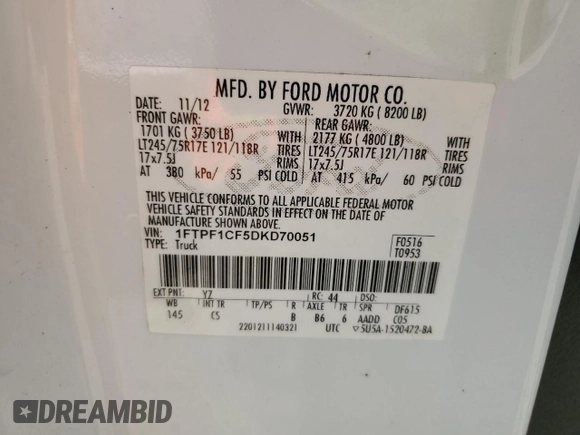 MFD. BY FORD MOTOR CO.
DATE: 11/12 GVWR: 3720 KG ( 8200 LB)
FRONT GAWR: REAR GAWR:
1701 KG ( 3750 LB) WITH 2177 KG ( 4800 LB) WITH
LT245/75R17E 121/118R TIRES LT245/75R17E 121/118R TIRES
17x7.5J RIMS 17x7.5J RIMS
AT 380 kPa/ 55 PSI COLD AT 415 kPa/ 60 PSI COLD
THIS VEHICLE CONFORMS TO ALL APPLICABLE FEDERAL MOTOR
VEHICLE SAFETY STANDARDS IN EFFECT ON THE DATE OF
MANUFACTURE SHOWN ABOVE.
VIN: 1FTPF1CF5DKD70051 F0516
TYPE: Truck T0953
EXT PNT: YZ RC: 44 DSO:
WB INT TR TP/PS R AXLE TR SPR DF615
145 CS B B6 6 AADD C05
2201211140321 UTC ▽5U5A-1520472-BA
DREAMBID